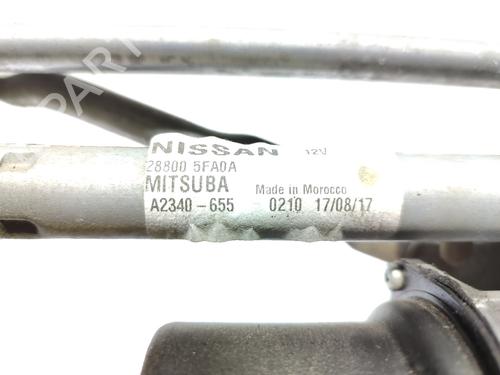 NISSAN 12V
28800 5FA0A
MITSUBA Made in Morocco
A2340-655 0210 17/08/17